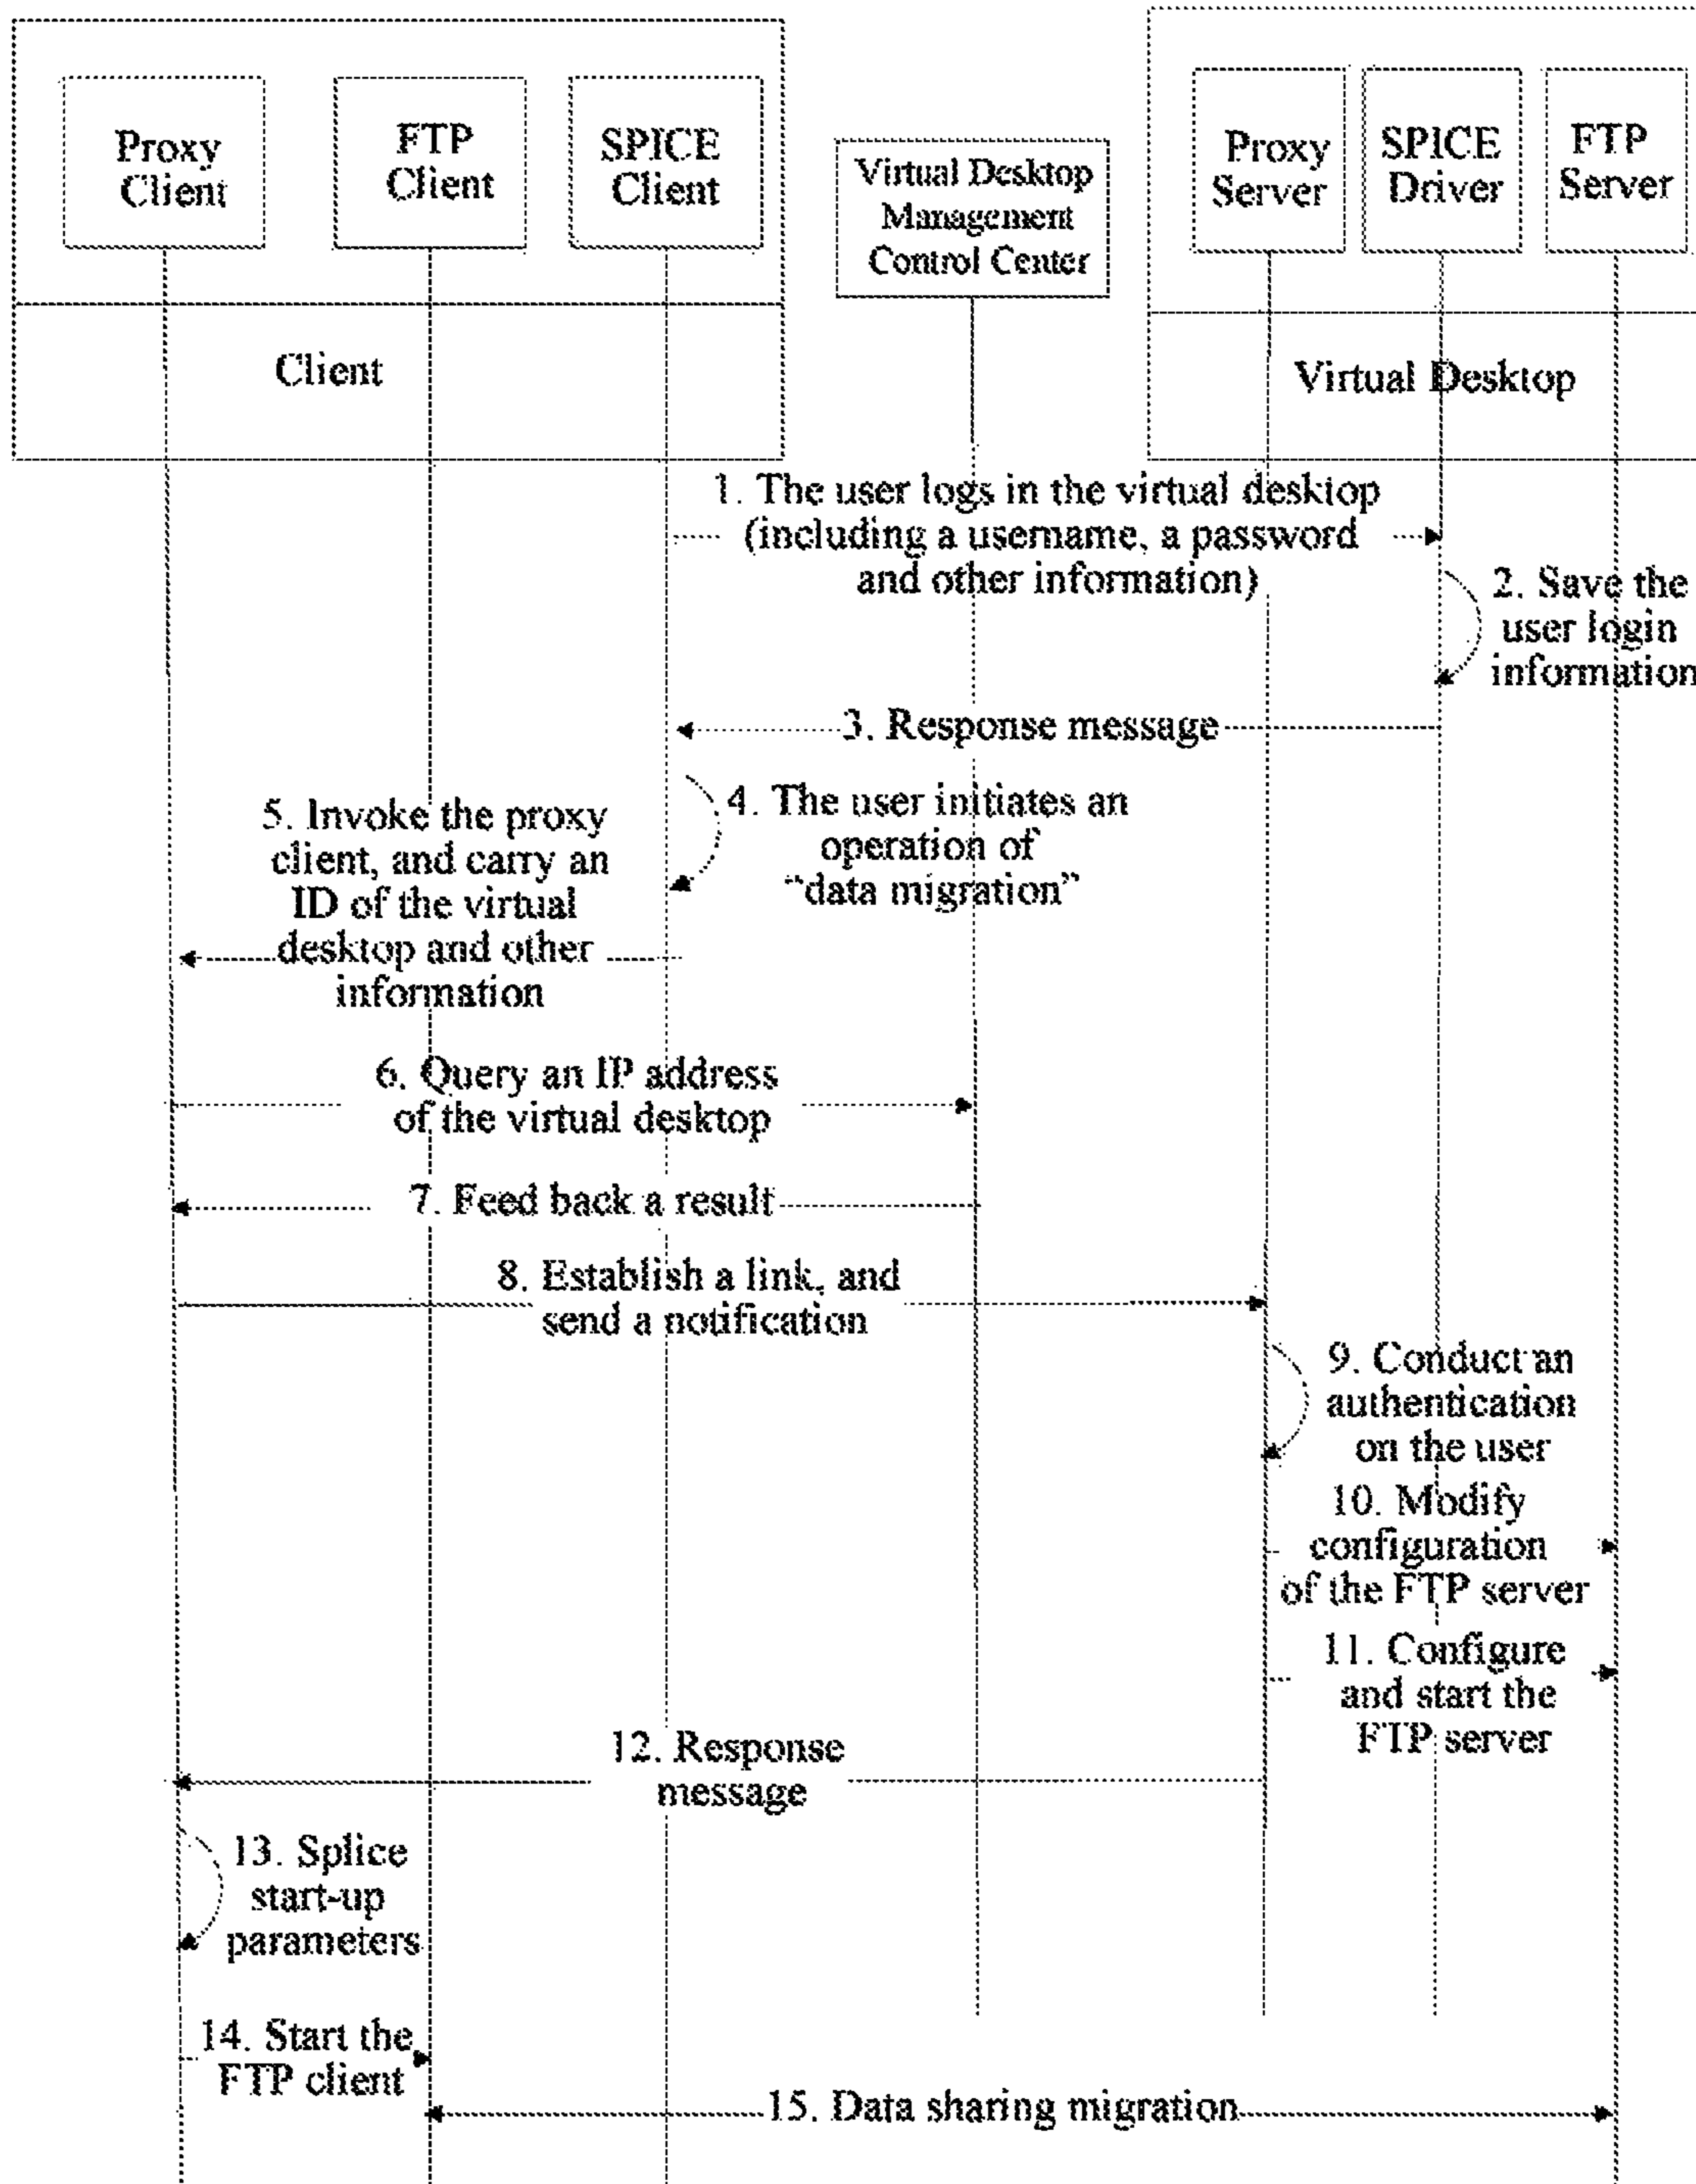 Proxy
Client
FTP
Client
SPICE
Client
Virtual Desktop
Management
Control Center
Proxy
Server
SPICE
Driver
FTP
Server
Client
Virtual Desktop
1. The user logs in the virtual desktop
(including a username, a password
and other information)
2. Save the
user login
information
3. Response message
4. The user initiates an
operation of
“data migration”
5. Invoke the proxy
client, and carry an
ID of the virtual
desktop and other
information
6. Query an IP address
of the virtual desktop
7. Feed back a result
8. Establish a link, and
send a notification
9. Conduct an
authentication
on the user
10. Modify
configuration
of the FTP server
11. Configure
and start the
FTP server
12. Response
message
13. Splice
start-up
parameters
14. Start the
FTP client
15. Data sharing migration